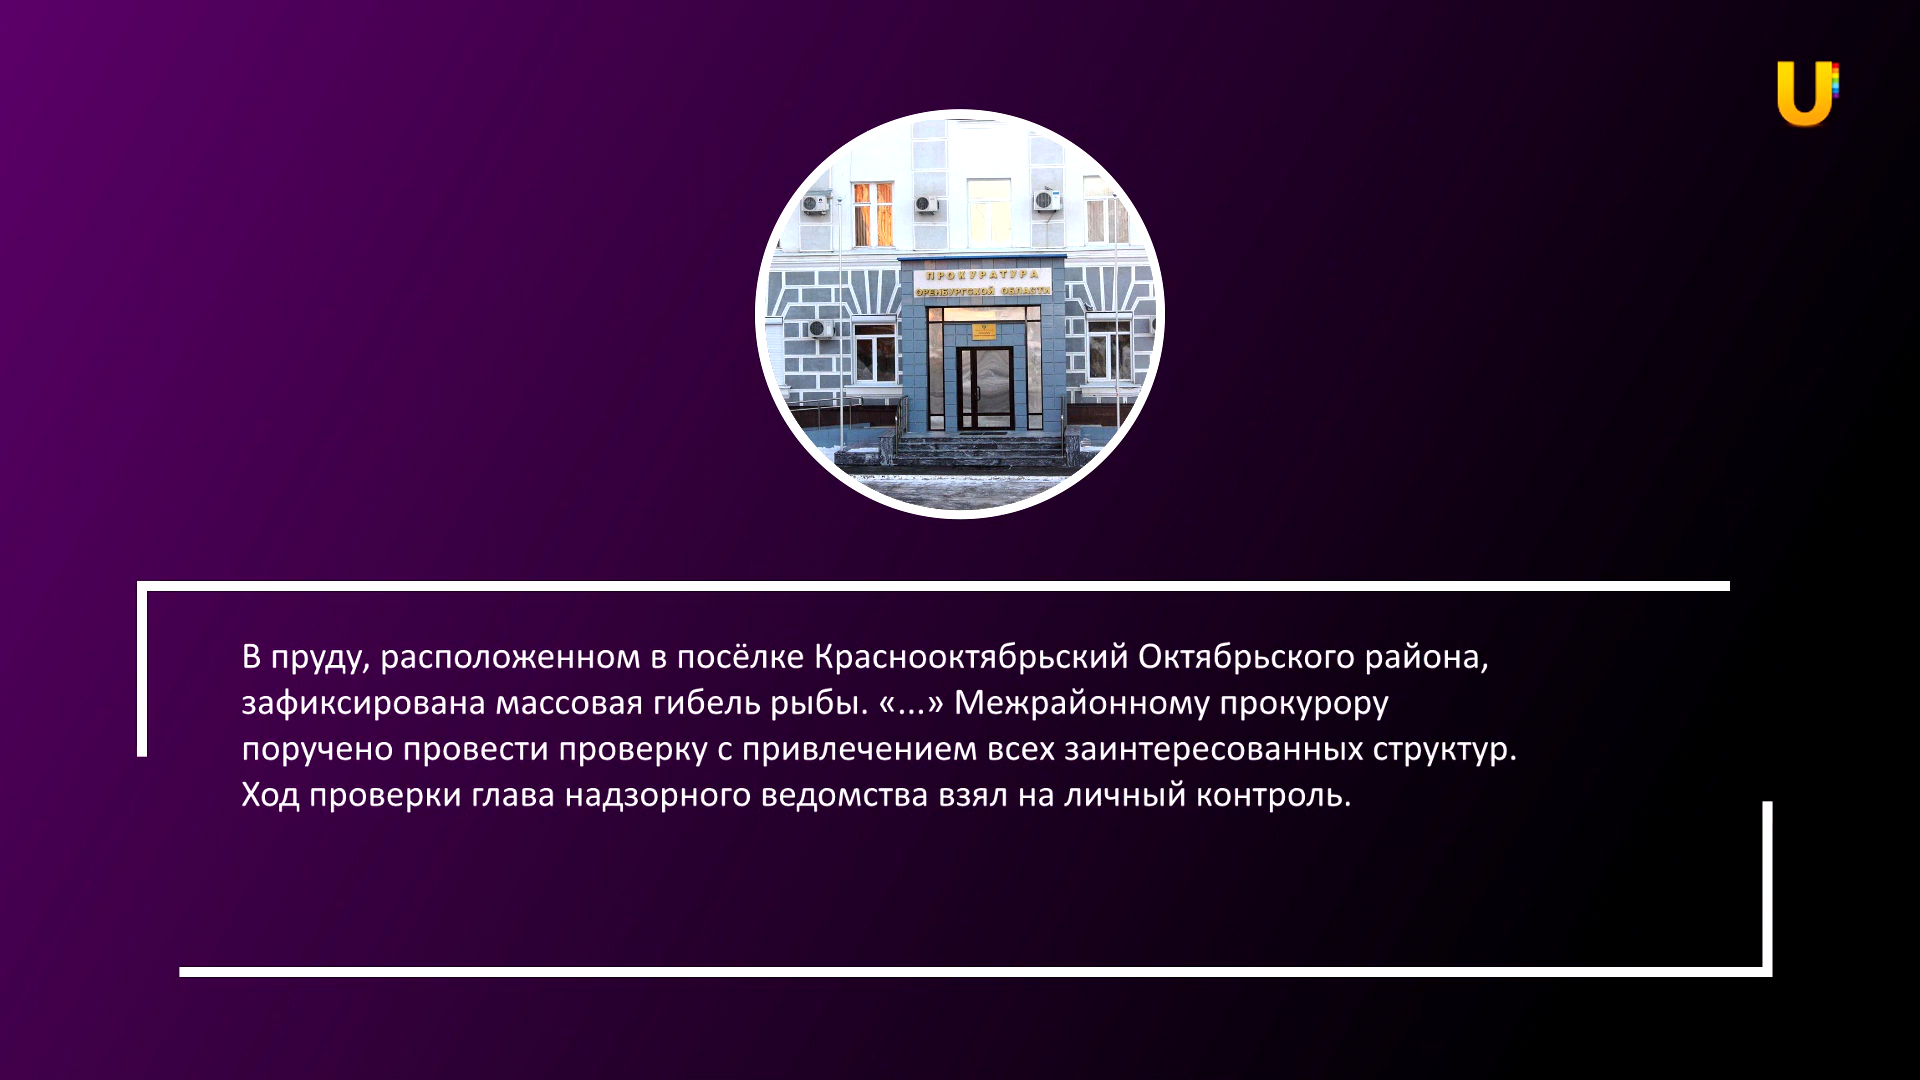 U
ПРОКУРАТУРА
ОРЕНБУРГСКОЙ ОБЛАСТИ
В пруду, расположенном в посёлке Краснооктябрьский Октябрьского района,
зафиксирована массовая гибель рыбы. «...» Межрайонному прокурору
поручено провести проверку с привлечением всех заинтересованных структур.
Ход проверки глава надзорного ведомства взял на личный контроль.